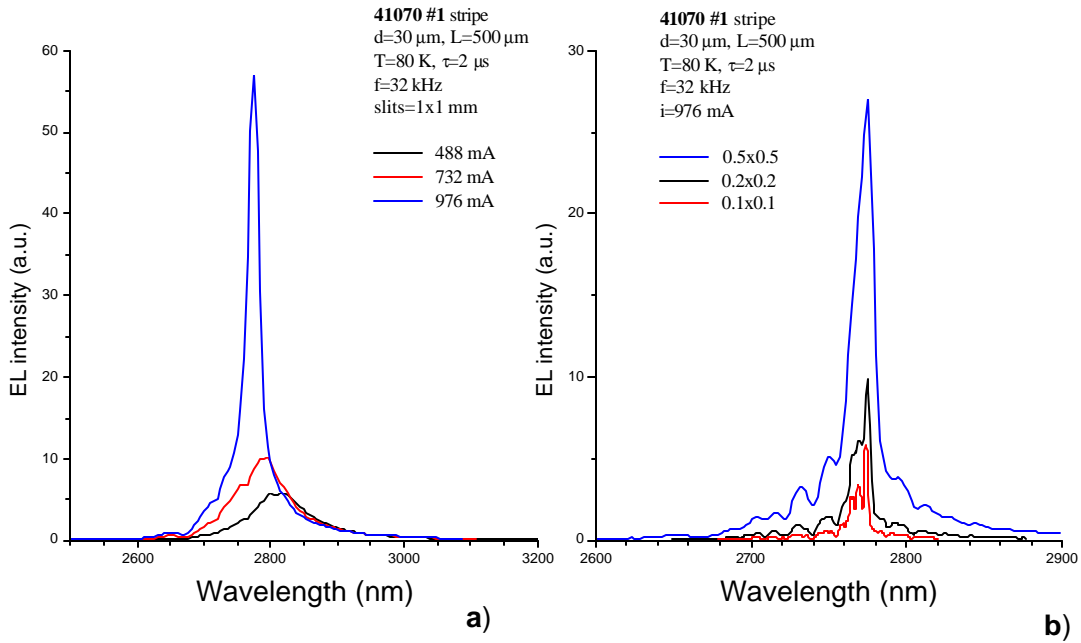 41070 #1 stripe
d=30 μm, L=500 μm
T=80 K, τ=2 μs
f=32 kHz
slits=1x1 mm
488 mA
732 mA
976 mA
60
50
40
30
20
10
0
EL intensity (a.u.)
2600
2800
3000
3200
Wavelength (nm)
a)
41070 #1 stripe
d=30 μm, L=500 μm
T=80 K, τ=2 μs
f=32 kHz
i=976 mA
0.5x0.5
0.2x0.2
0.1x0.1
30
20
10
0
EL intensity (a.u.)
2600
2700
2800
2900
Wavelength (nm)
b)